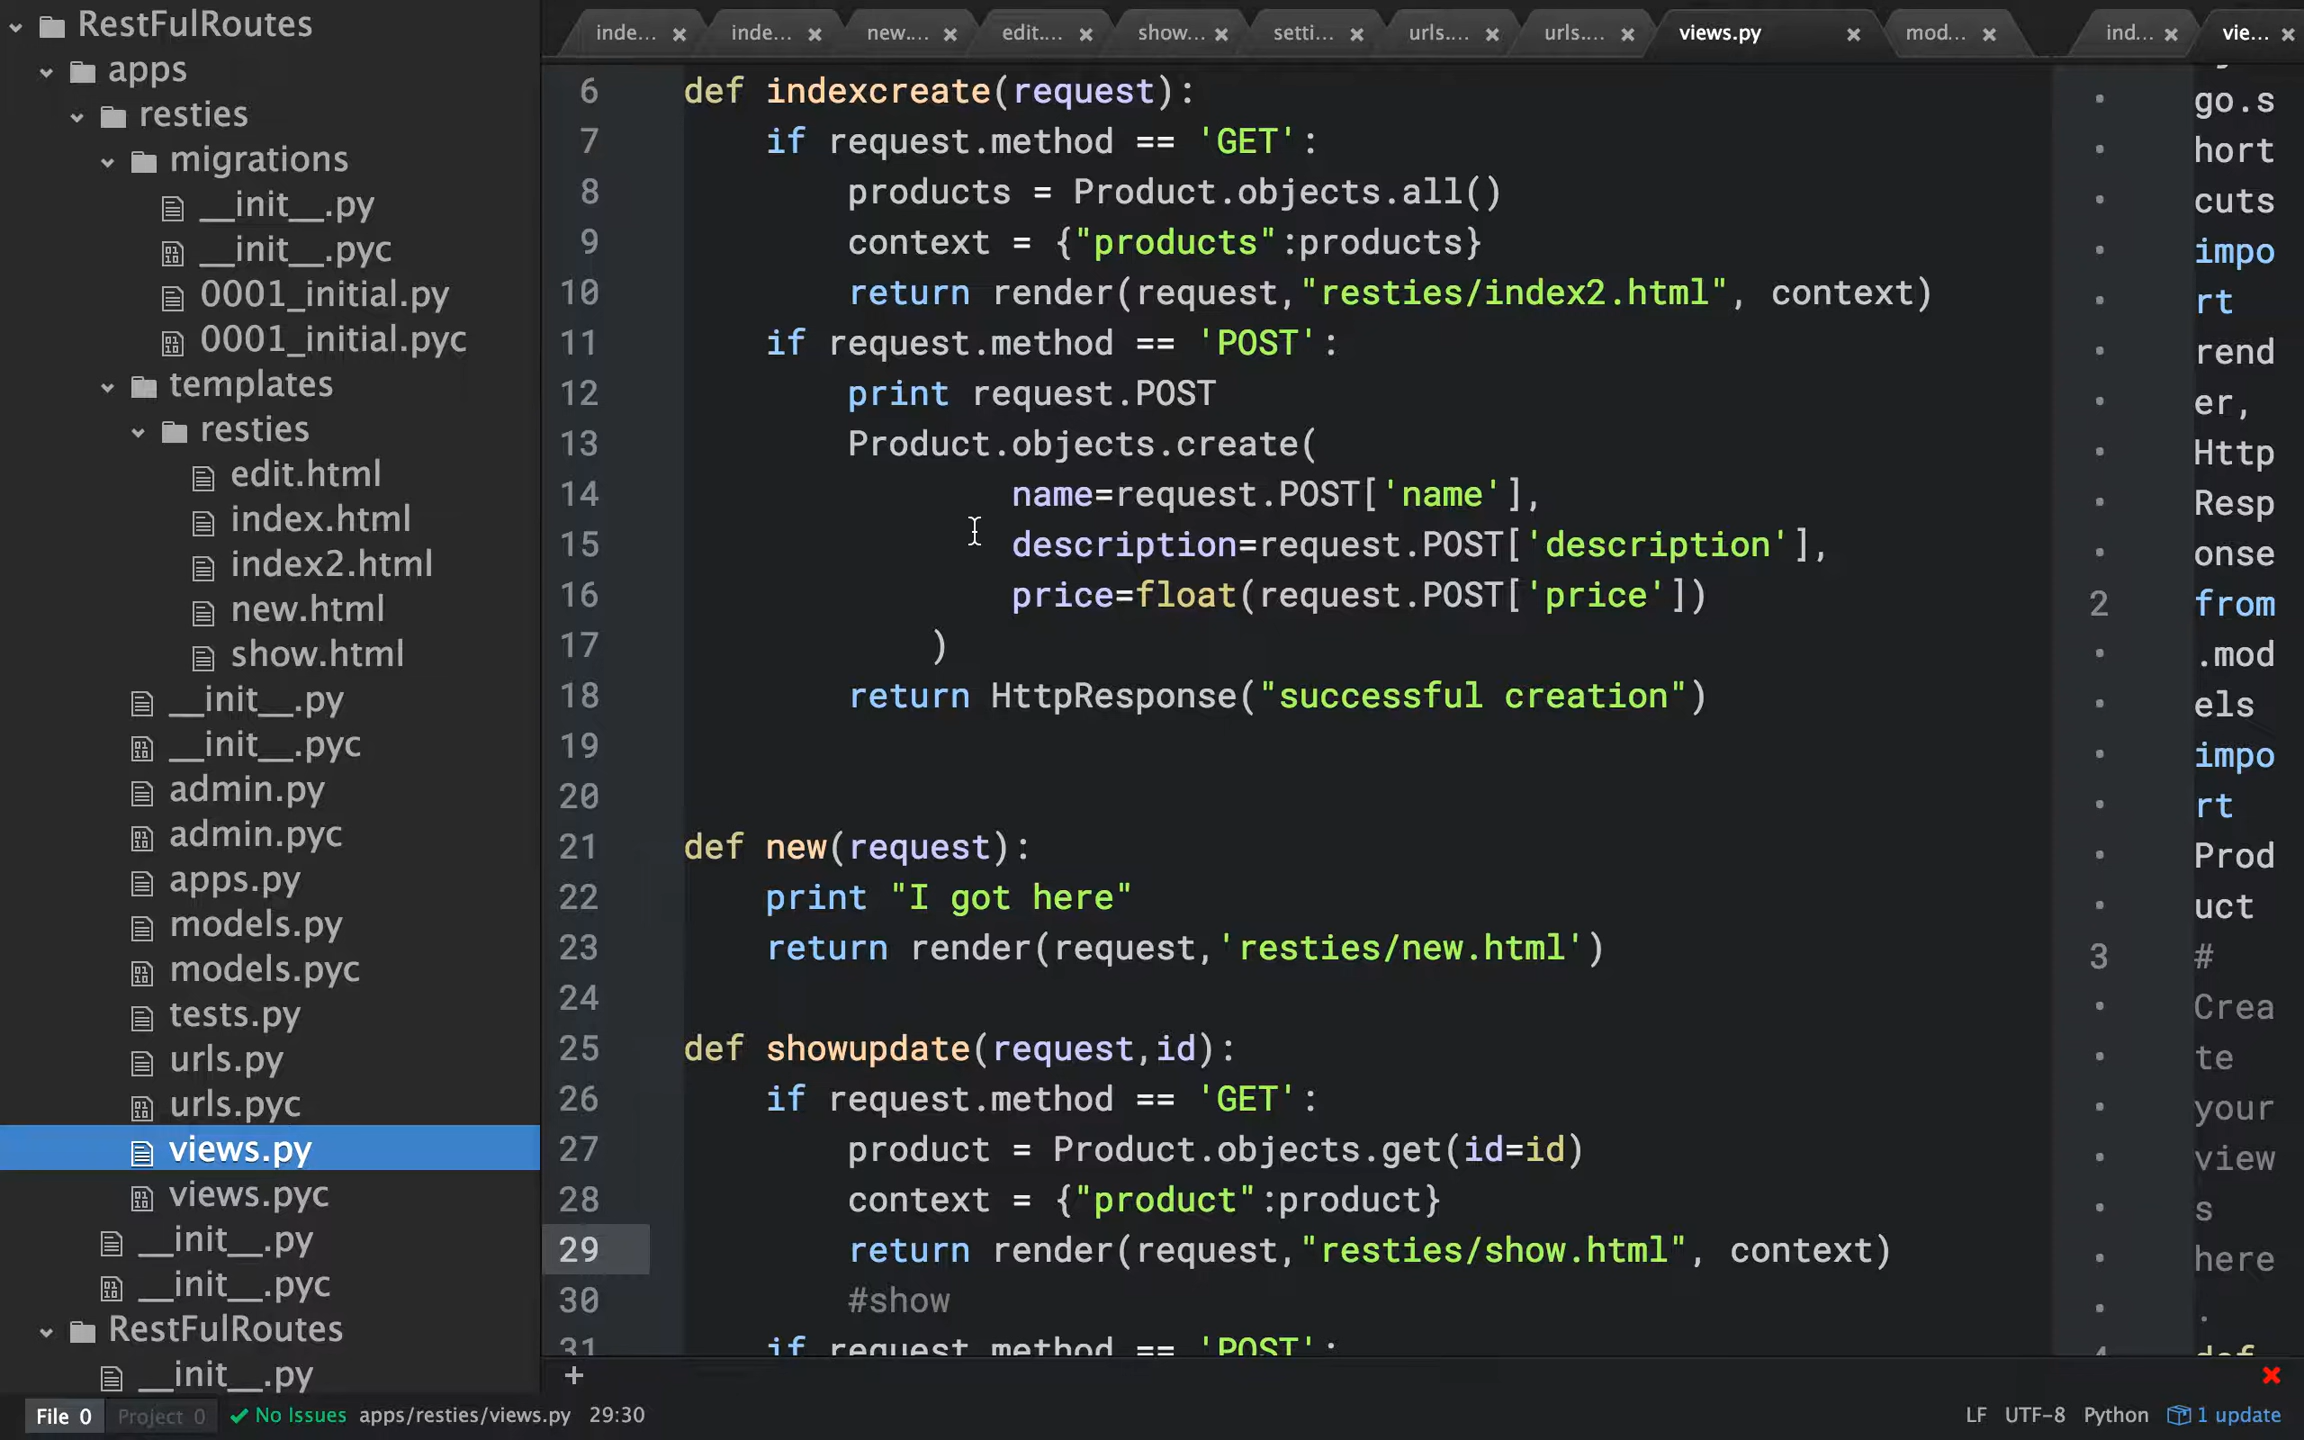 RestFulRoutes
apps
resties
migrations
__init__.py
__init__.pyc
0001_initial.py
0001_initial.pyc
templates
resties
edit.html
index.html
index2.html
new.html
show.html
__init__.py
__init__.pyc
admin.py
admin.pyc
apps.py
models.py
models.pyc
tests.py
urls.py
urls.pyc
views.py
views.pyc
__init__.py
__init__.pyc
RestFulRoutes
__init__.py
inde... × inde... × new.... × edit.... × show... × setti... × urls.... × urls.... × views.py × mod... × ind... × vie... ×
6 def indexcreate(request):
7 if request.method == 'GET':
8 products = Product.objects.all()
9 context = {"products":products}
10 return render(request,"resties/index2.html", context)
11 if request.method == 'POST':
12 print request.POST
13 Product.objects.create(
14 name=request.POST['name'],
15 description=request.POST['description'],
16 price=float(request.POST['price'])
17 )
18 return HttpResponse("successful creation")
19
20
21 def new(request):
22 print "I got here"
23 return render(request,'resties/new.html')
24
25 def showupdate(request,id):
26 if request.method == 'GET':
27 product = Product.objects.get(id=id)
28 context = {"product":product}
29 return render(request,"resties/show.html", context)
30 #show
31 if request.method == 'POST':
go.s
hort
cuts
impo
rt
rend
er,
Http
Resp
onse
2 from
.mod
els
impo
rt
Prod
uct
3 #
Crea
te
your
view
s
here
.
4 def
+
File 0 Project 0 No Issues apps/resties/views.py 29:30 LF UTF-8 Python 1 update